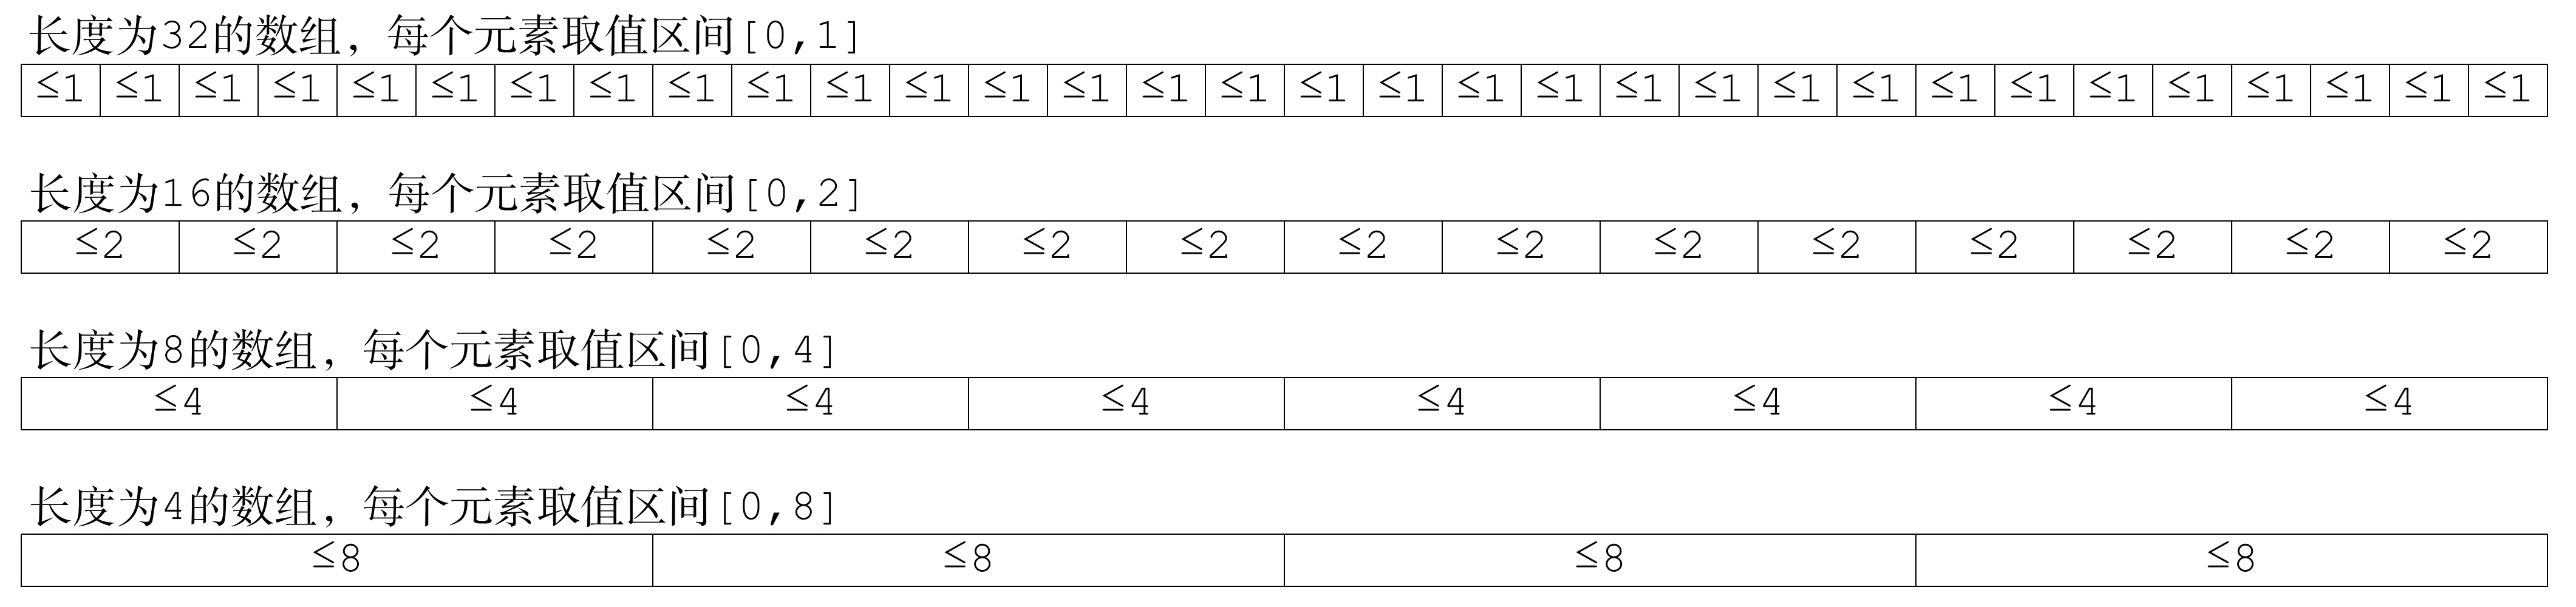 长度为32的数组，每个元素取值区间[0,1]
≤1 ≤1 ≤1 ≤1 ≤1 ≤1 ≤1 ≤1 ≤1 ≤1 ≤1 ≤1 ≤1 ≤1 ≤1 ≤1 ≤1 ≤1 ≤1 ≤1 ≤1 ≤1 ≤1 ≤1 ≤1 ≤1 ≤1 ≤1 ≤1 ≤1 ≤1 ≤1
长度为16的数组，每个元素取值区间[0,2]
≤2 ≤2 ≤2 ≤2 ≤2 ≤2 ≤2 ≤2 ≤2 ≤2 ≤2 ≤2 ≤2 ≤2 ≤2 ≤2
长度为8的数组，每个元素取值区间[0,4]
≤4 ≤4 ≤4 ≤4 ≤4 ≤4 ≤4 ≤4
长度为4的数组，每个元素取值区间[0,8]
≤8 ≤8 ≤8 ≤8